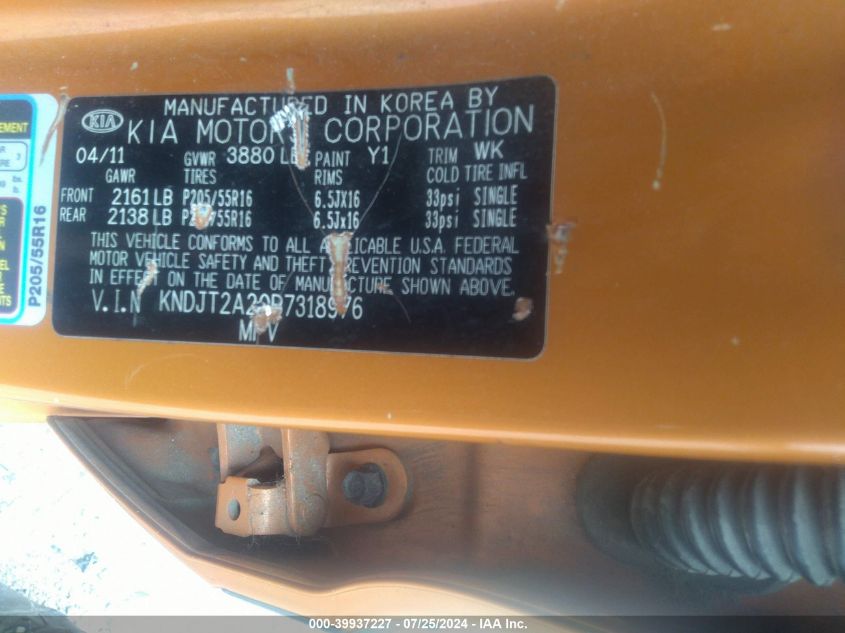 MANUFACTURED IN KOREA BY
KIA KIA MOTORS CORPORATION
04/11 GVWR 3880 LBS PAINT Y1 TRIM WK
GAWR TIRES RIMS COLD TIRE INFL
FRONT 2161 LB P205/55R16 6.5JX16 33psi SINGLE
REAR 2138 LB 6.5Jx16 33psi SINGLE
THIS VEHICLE CONFORMS TO ALL APPLICABLE U.S.A. FEDERAL
MOTOR VEHICLE SAFETY AND THEFT PREVENTION STANDARDS
IN EFFECT ON THE DATE OF MANUFACTURE SHOWN ABOVE.
V.I.N
MPV
P205/55R16
000-39937227 - 07/25/2024 - IAA Inc.